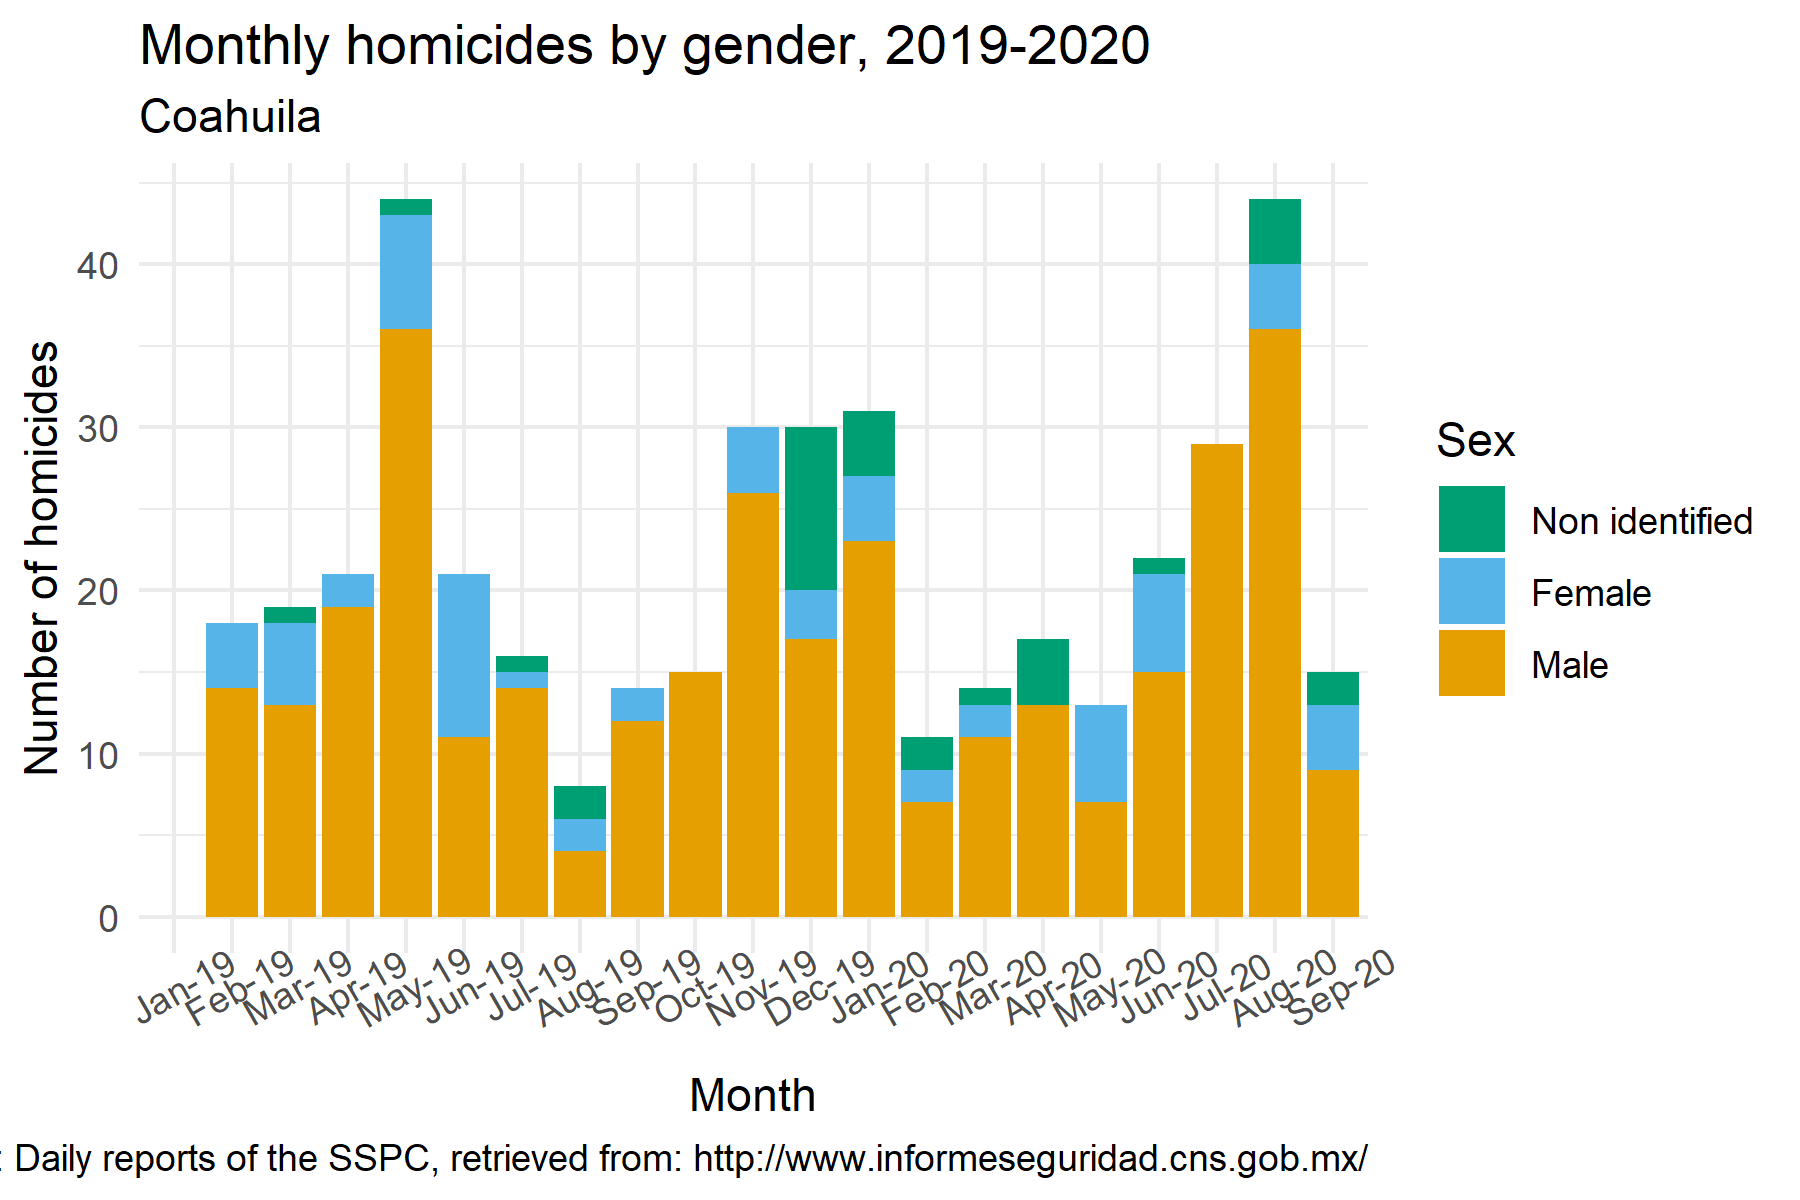 Monthly homicides by gender, 2019-2020
Coahuila
Number of homicides
40
30
20
10
0
Sex
Non identified
Female
Male
Jan-19
Feb-19
Mar-19
Apr-19
May-19
Jun-19
Jul-19
Aug-19
Sep-19
Oct-19
Nov-19
Dec-19
Jan-20
Feb-20
Mar-20
Apr-20
May-20
Jun-20
Jul-20
Aug-20
Sep-20
Month
: Daily reports of the SSPC, retrieved from: http://www.informeseguridad.cns.gob.mx/